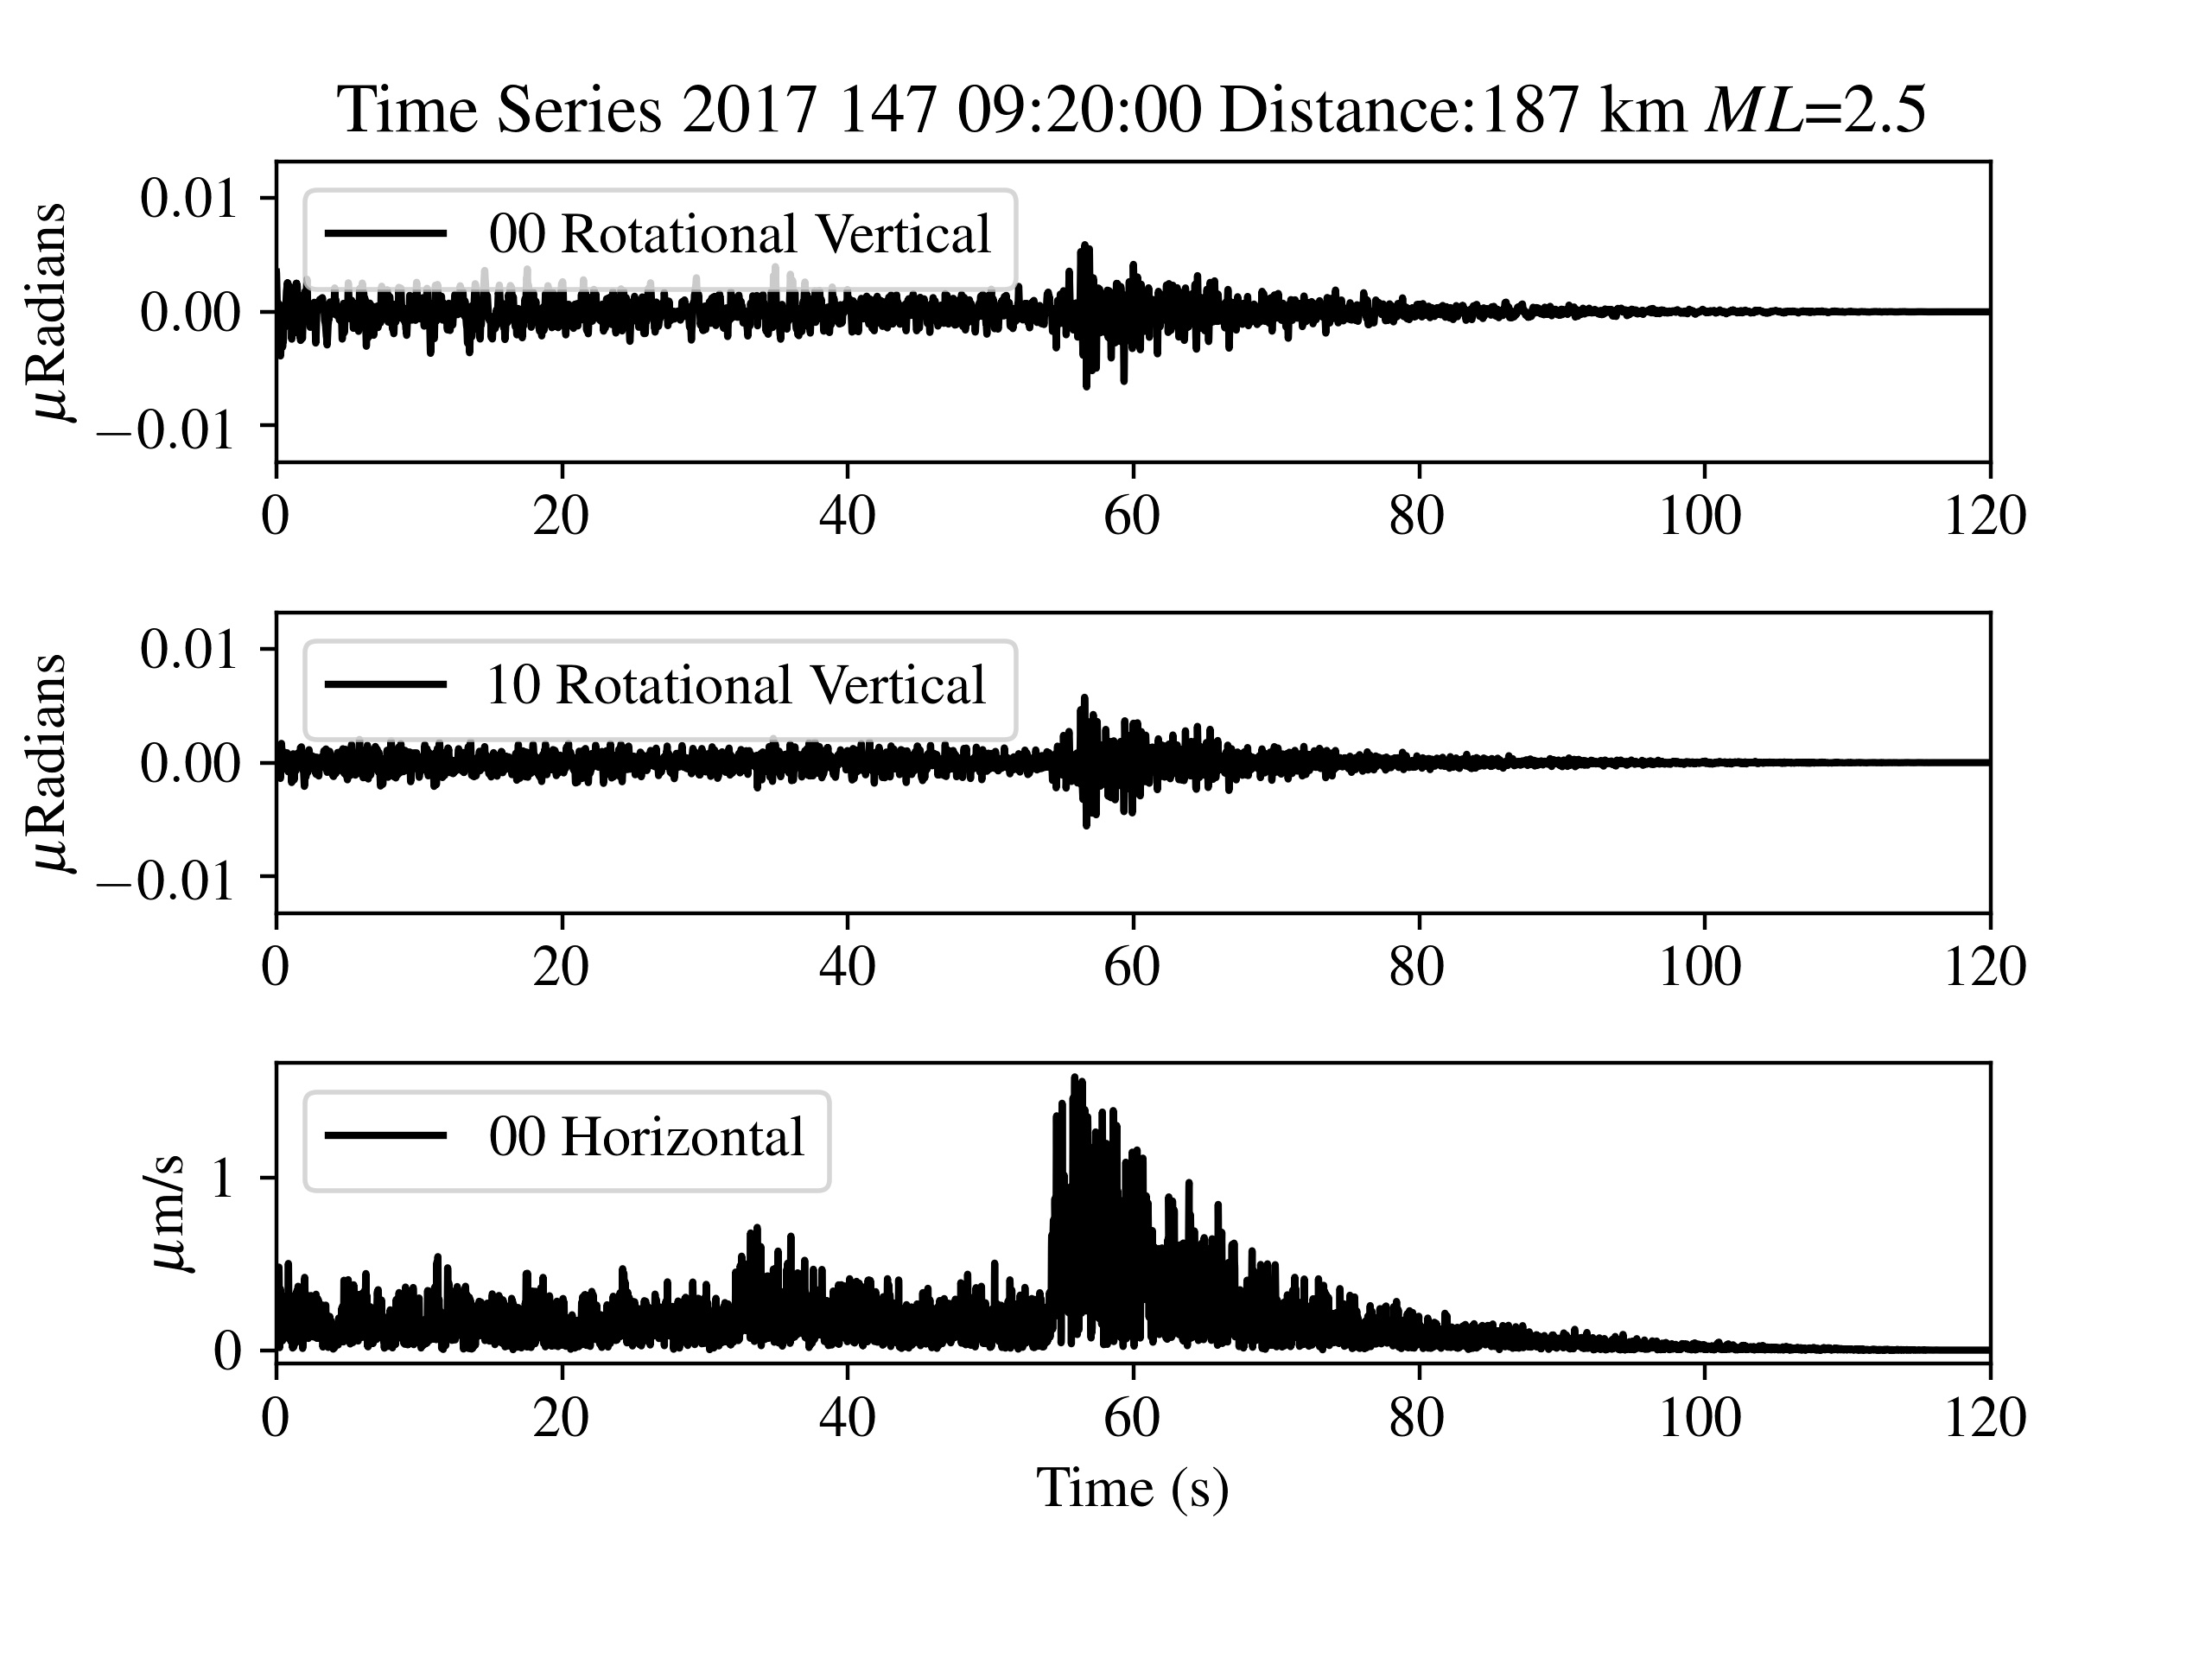 Time Series 2017 147 09:20:00 Distance:187 km ML=2.5
μRadians
0.01
0.00
−0.01
00 Rotational Vertical
0 20 40 60 80 100 120
μRadians
0.01
0.00
−0.01
10 Rotational Vertical
0 20 40 60 80 100 120
μm/s
1
0
00 Horizontal
0 20 40 60 80 100 120
Time (s)